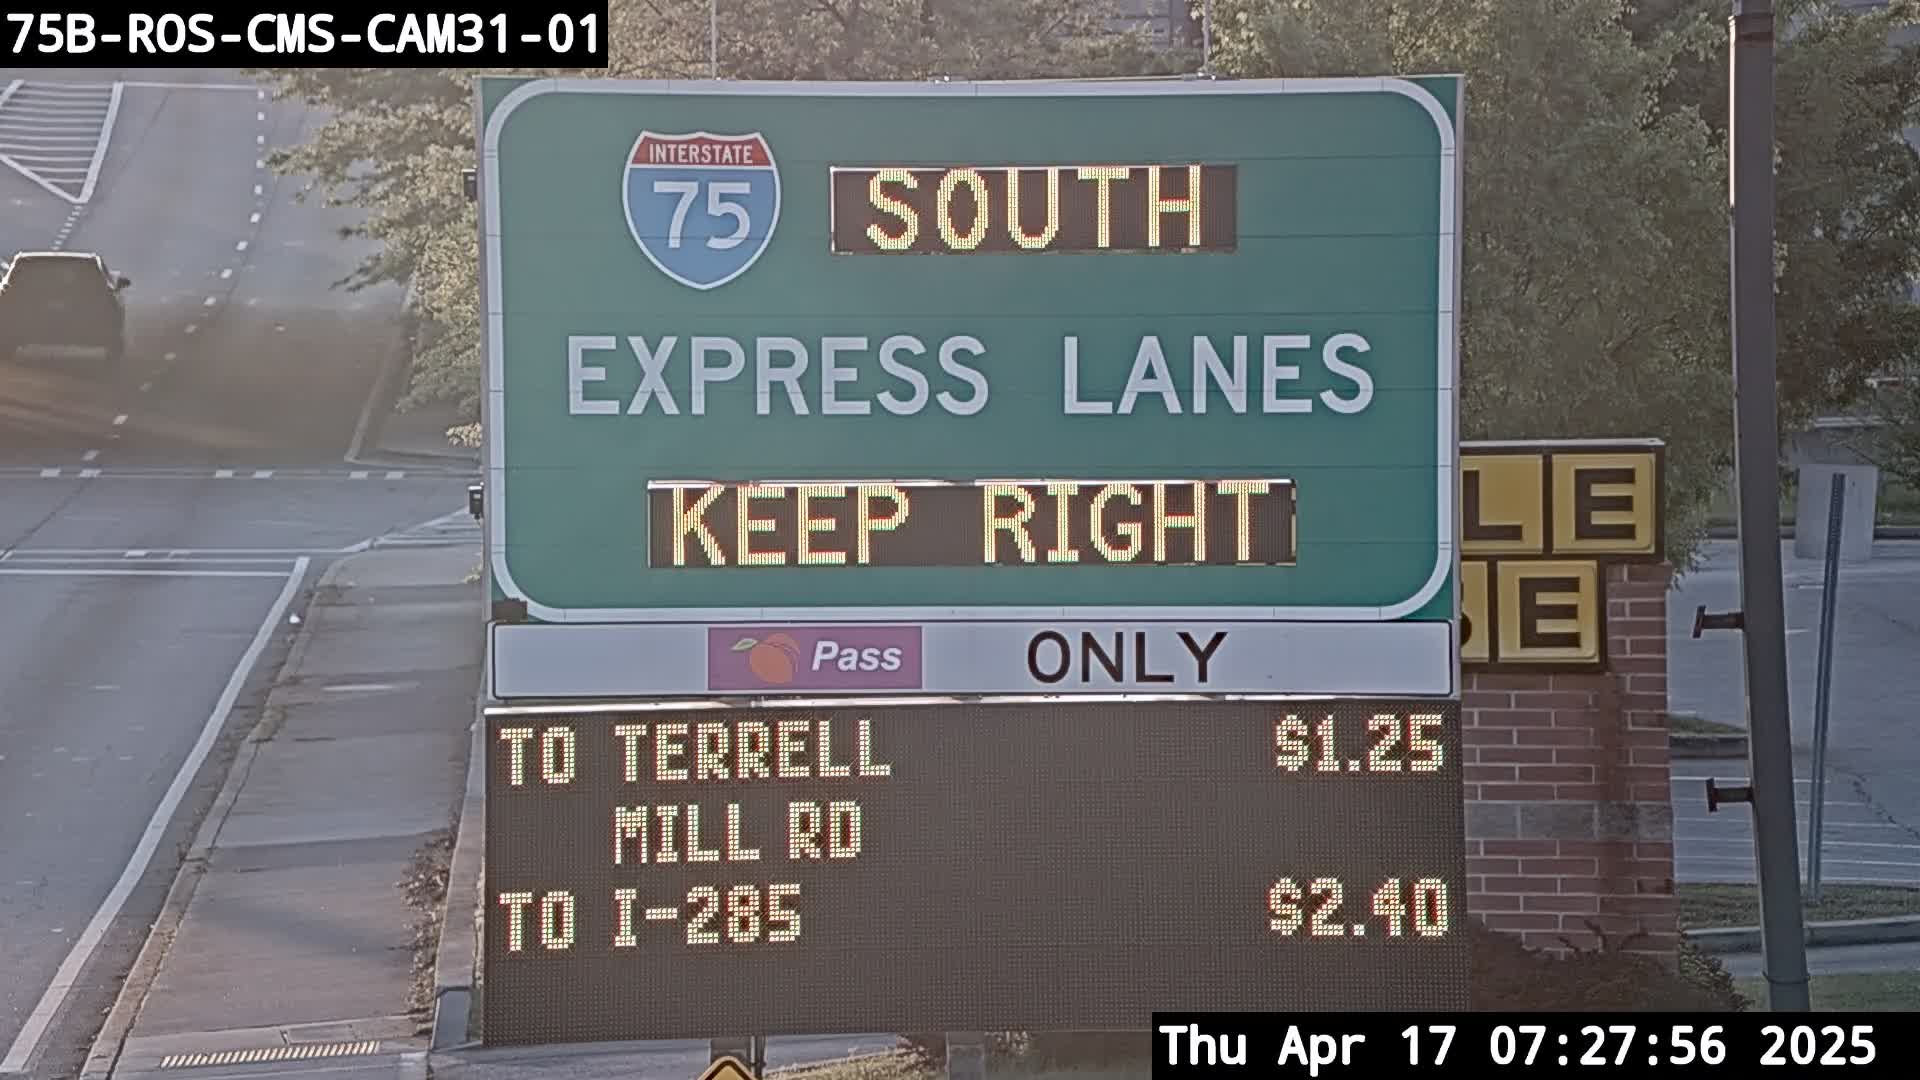 75B-ROS-CMS-CAM31-01
INTERSTATE
75
SOUTH
EXPRESS LANES
KEEP RIGHT
Pass ONLY
TO TERRELL $1.25
MILL RD
TO I-285 $2.40
LE
E
Thu Apr 17 07:27:56 2025